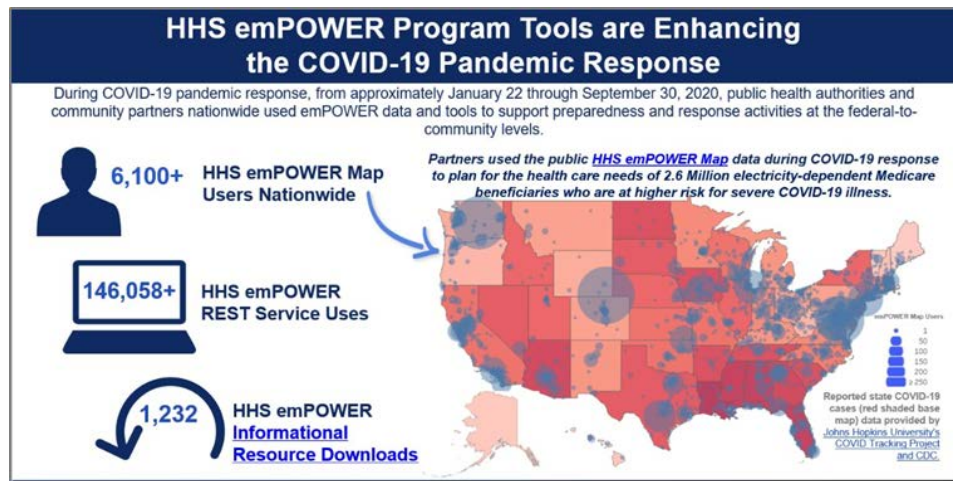 HHS emPOWER Program Tools are Enhancing
the COVID-19 Pandemic Response
During COVID-19 pandemic response, from approximately January 22 through September 30, 2020, public health authorities and
community partners nationwide used emPOWER data and tools to support preparedness and response activities at the federal-to-
community levels.
6,100+
HHS emPOWER Map
Users Nationwide
146,058+
HHS emPOWER
REST Service Uses
1,232
HHS emPOWER
Informational
Resource Downloads
Partners used the public HHS emPOWER Map data during COVID-19 response
to plan for the health care needs of 2.6 Million electricity-dependent Medicare
beneficiaries who are at higher risk for severe COVID-19 illness.
emPOWER Map Users
1
50
100
150
200
≥ 250
Reported state COVID-19
cases (red shaded base
map) data provided by
Johns Hopkins University's
COVID Tracking Project
and CDC.